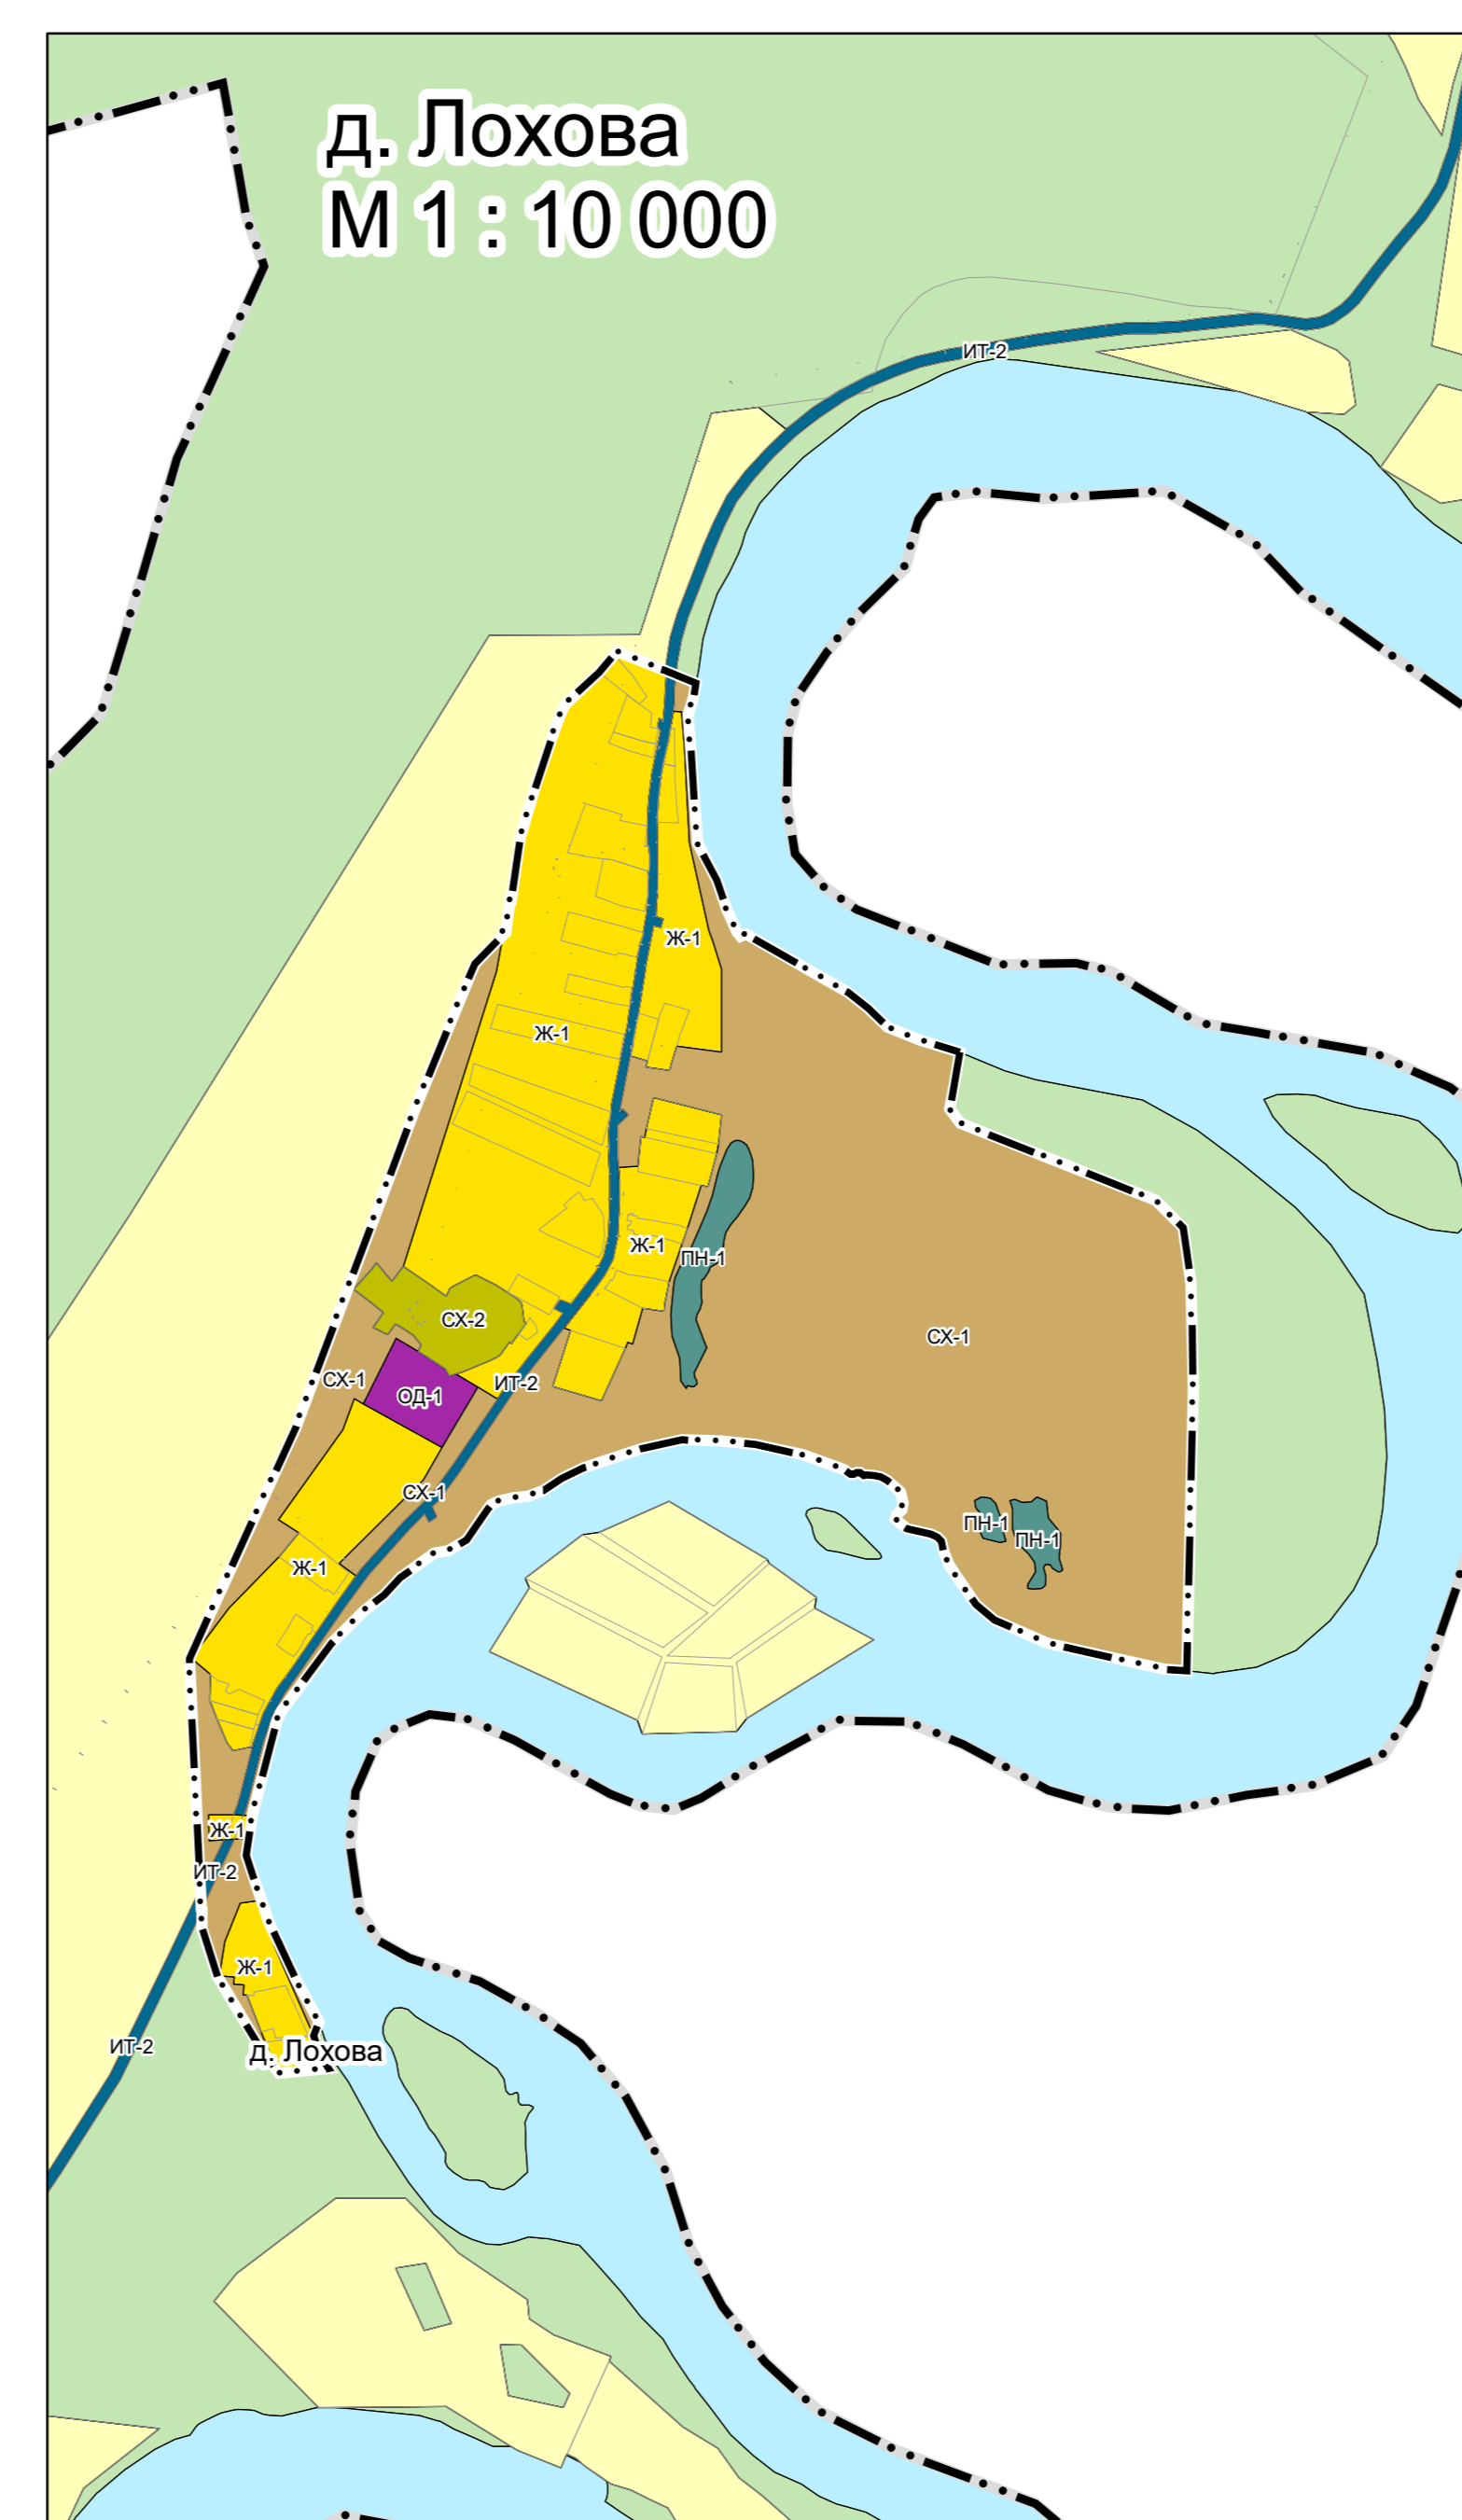 д. Лохова
М 1 : 10 000
ИТ-2
Ж-1
Ж-1
Ж-1
ПН-1
СХ-2
СХ-1
СХ-1
ИТ-2
ОД-1
СХ-1
ПН-1
ПН-1
Ж-1
Ж-1
ИТ-2
Ж-1
ИТ-2
д. Лохова